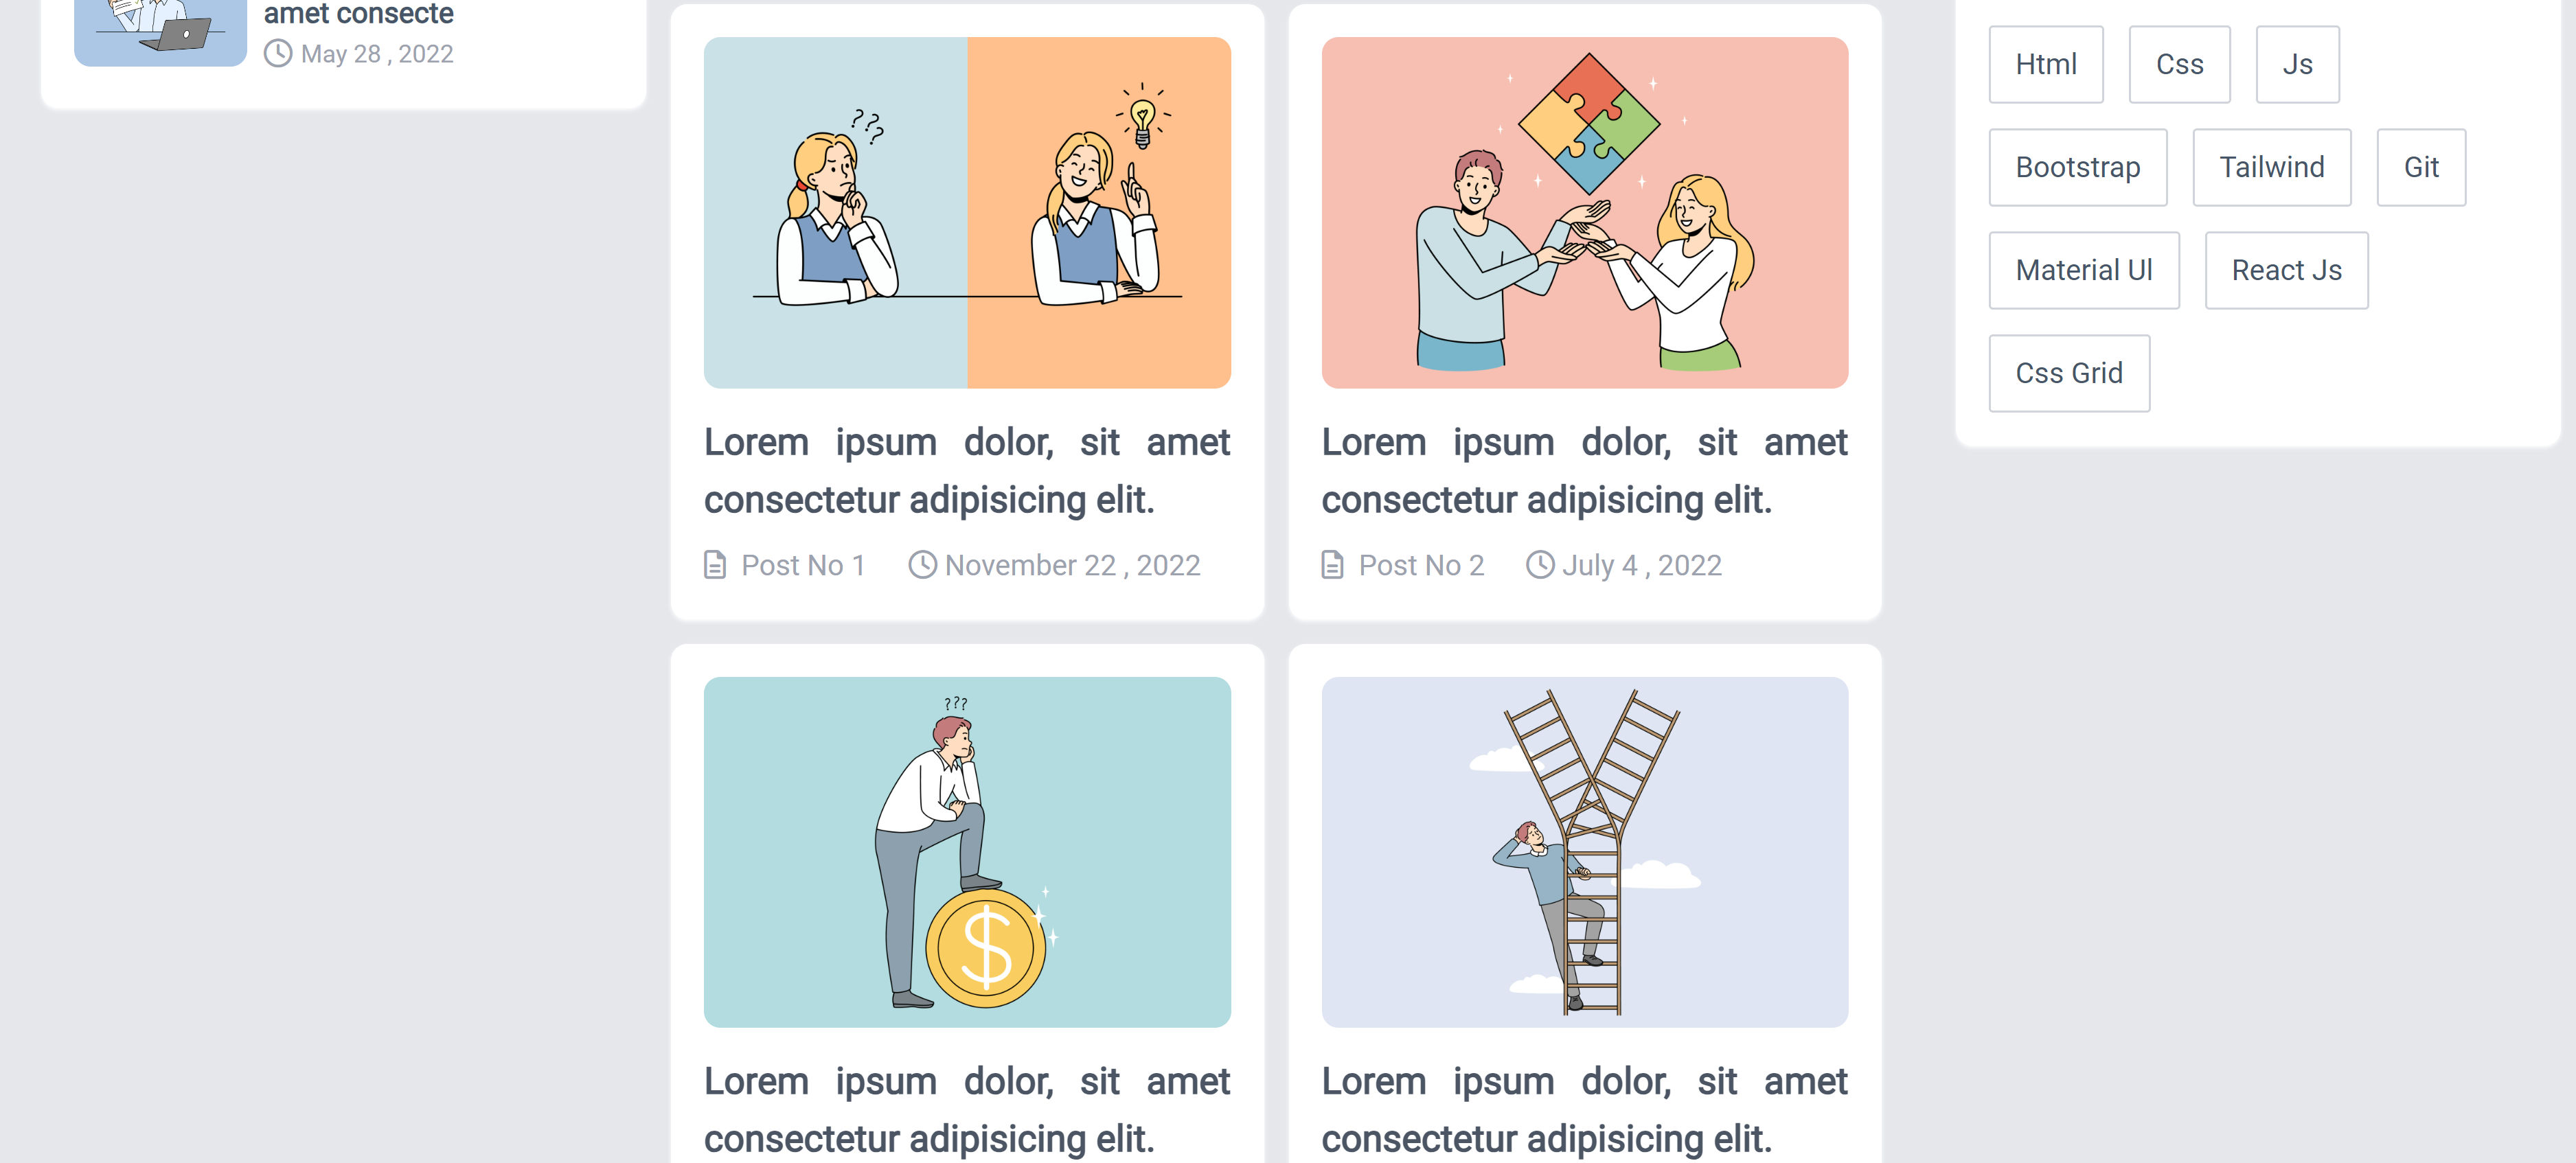 amet consecte
May 28 , 2022
???
Lorem ipsum dolor, sit amet
consectetur adipisicing elit.
Post No 1 November 22 , 2022
Lorem ipsum dolor, sit amet
consectetur adipisicing elit.
Post No 2 July 4 , 2022
???
$
Lorem ipsum dolor, sit amet
consectetur adipisicing elit.
Lorem ipsum dolor, sit amet
consectetur adipisicing elit.
Html Css Js
Bootstrap Tailwind Git
Material Ul React Js
Css Grid